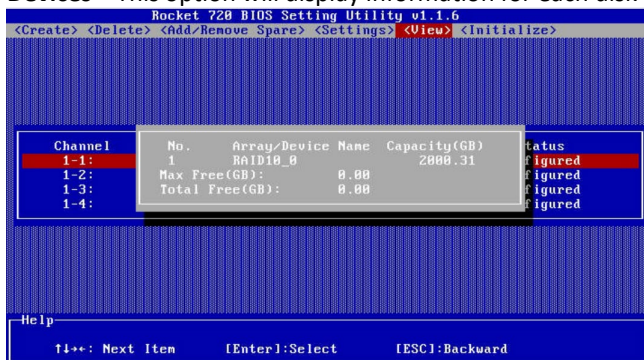 Devices – This option will display information for each disk
Rocket 720 BIOS Setting Utility v1.1.6
<Create> <Delete> <Add/Remove Spare> <Settings> <View> <Initialize>
Channel No. Array/Device Name Capacity(GB) tatus
1-1: 1 RAID10_0 2000.31 figured
1-2: Max Free(GB): 0.00 figured
1-3: Total Free(GB): 0.00 figured
1-4: figured
Help
↑↓→←: Next Item [Enter]:Select [ESC]:Backward